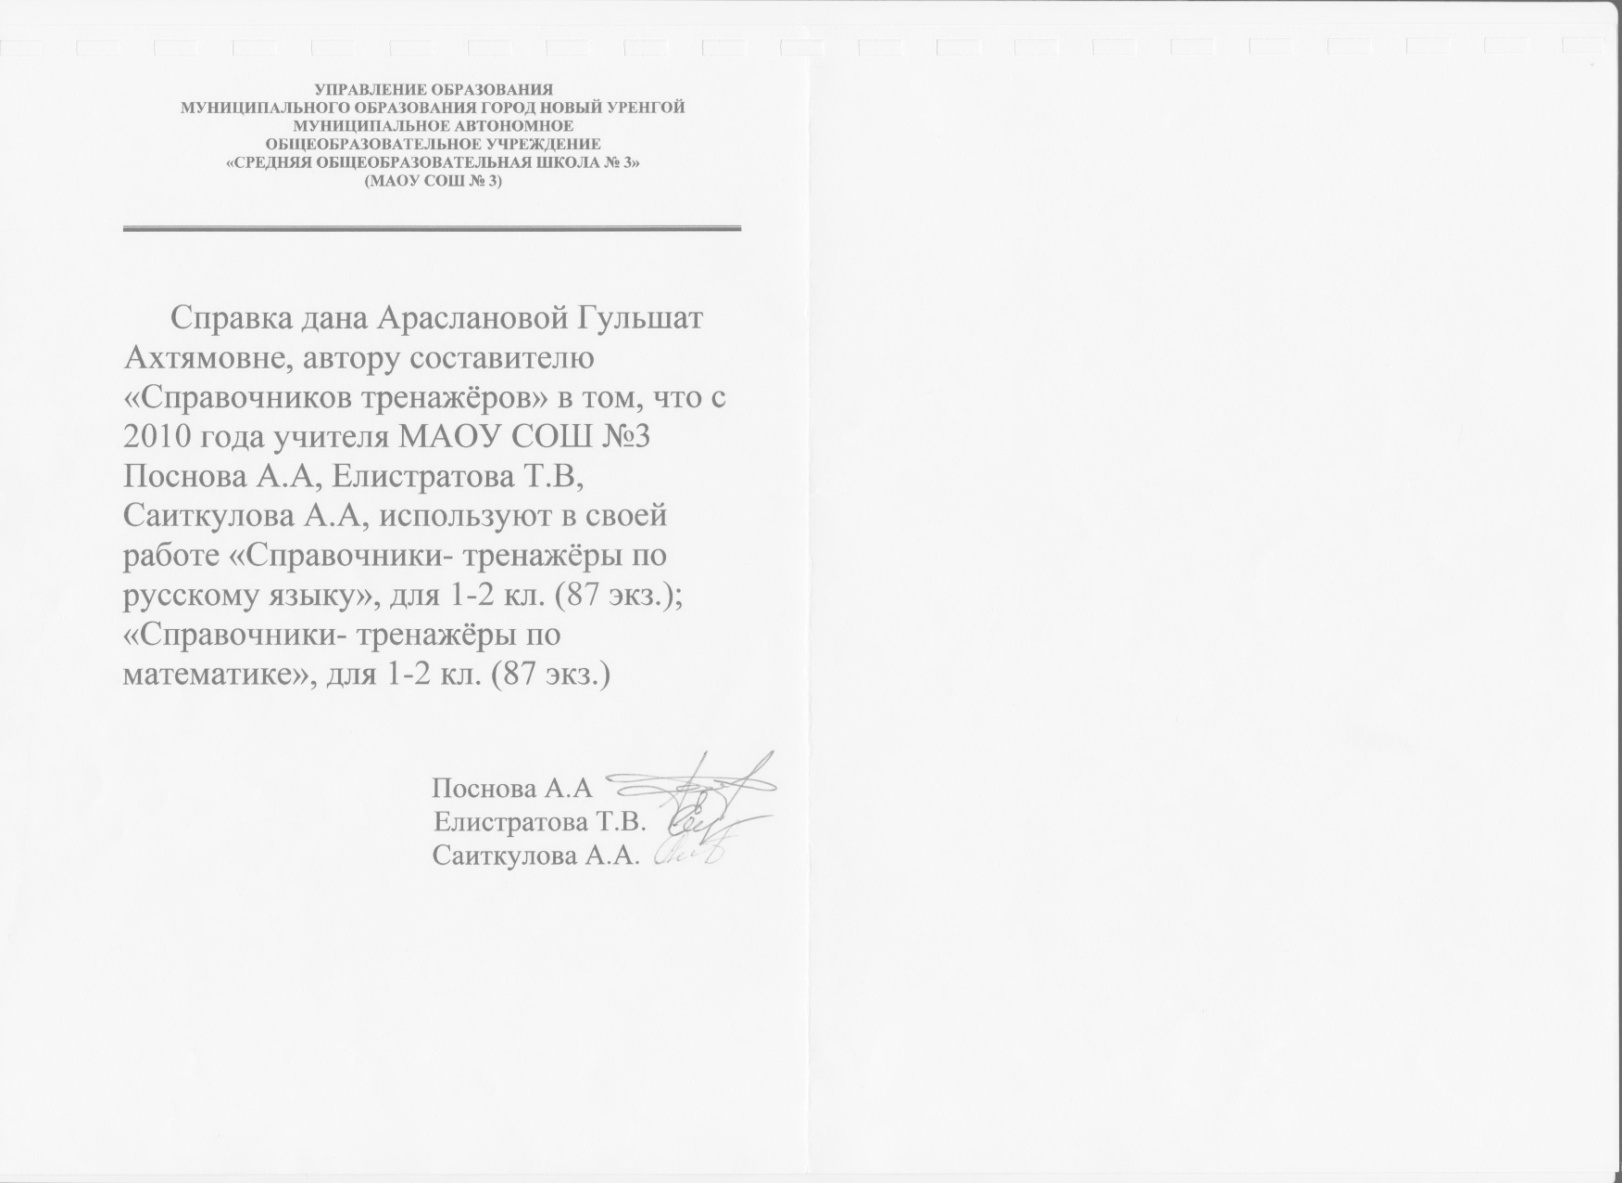 УПРАВЛЕНИЕ ОБРАЗОВАНИЯ
МУНИЦИПАЛЬНОГО ОБРАЗОВАНИЯ ГОРОД НОВЫЙ УРЕНГОЙ
МУНИЦИПАЛЬНОЕ АВТОНОМНОЕ
ОБЩЕОБРАЗОВАТЕЛЬНОЕ УЧРЕЖДЕНИЕ
«СРЕДНЯЯ ОБЩЕОБРАЗОВАТЕЛЬНАЯ ШКОЛА № 3»
(МАОУ СОШ № 3)
Справка дана Араслановой Гульшат
Ахтямовне, автору составителю
«Справочников тренажёров» в том, что с
2010 года учителя МАОУ СОШ №3
Поснова А.А, Елистратова Т.В,
Саиткулова А.А, используют в своей
работе «Справочники- тренажёры по
русскому языку», для 1-2 кл. (87 экз.);
«Справочники- тренажёры по
математике», для 1-2 кл. (87 экз.)
Поснова А.А
Елистратова Т.В.
Саиткулова А.А.